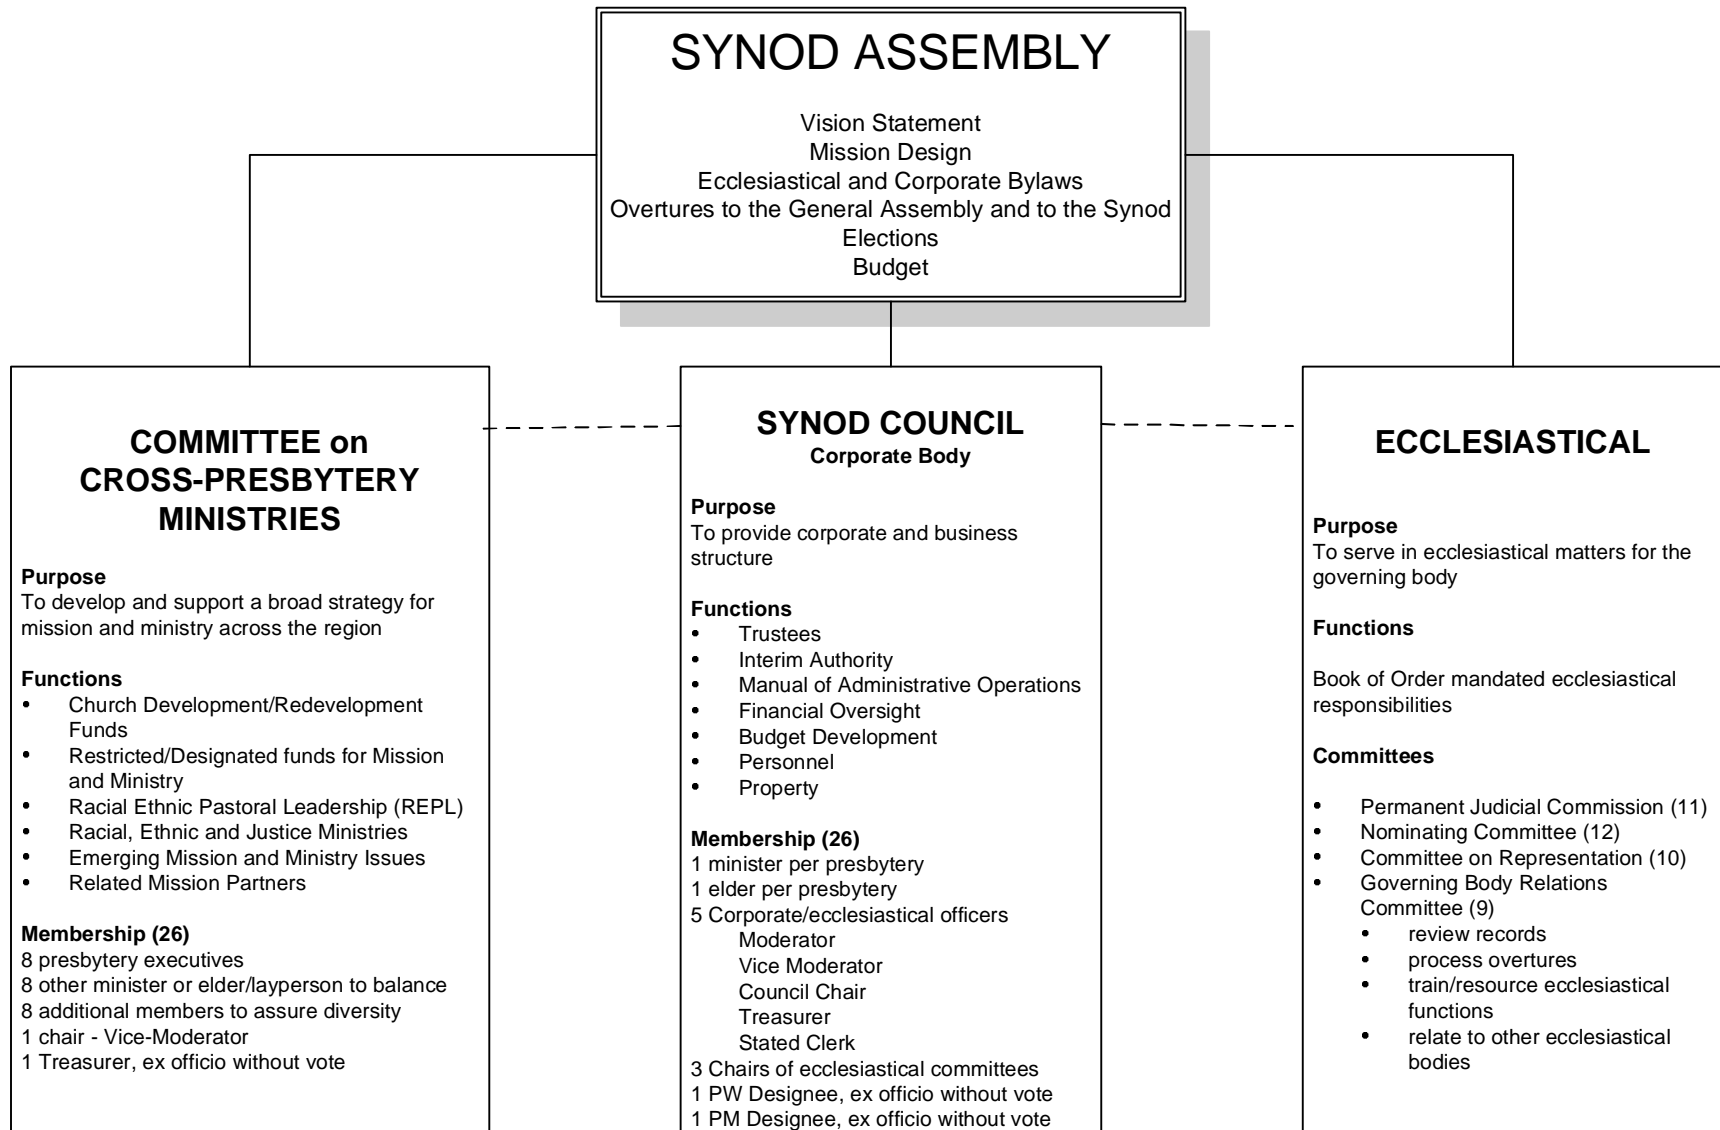 SYNOD ASSEMBLY
Vision Statement
Mission Design
Ecclesiastical and Corporate Bylaws
Overtures to the General Assembly and to the Synod
Elections
Budget
COMMITTEE on
CROSS-PRESBYTERY
MINISTRIES
Purpose
To develop and support a broad strategy for
mission and ministry across the region
Functions
• Church Development/Redevelopment
Funds
• Restricted/Designated funds for Mission
and Ministry
• Racial Ethnic Pastoral Leadership (REPL)
• Racial, Ethnic and Justice Ministries
• Emerging Mission and Ministry Issues
• Related Mission Partners
Membership (26)
8 presbytery executives
8 other minister or elder/layperson to balance
8 additional members to assure diversity
1 chair - Vice-Moderator
1 Treasurer, ex officio without vote
SYNOD COUNCIL
Corporate Body
Purpose
To provide corporate and business
structure
Functions
• Trustees
• Interim Authority
• Manual of Administrative Operations
• Financial Oversight
• Budget Development
• Personnel
• Property
Membership (26)
1 minister per presbytery
1 elder per presbytery
5 Corporate/ecclesiastical officers
Moderator
Vice Moderator
Council Chair
Treasurer
Stated Clerk
3 Chairs of ecclesiastical committees
1 PW Designee, ex officio without vote
1 PM Designee, ex officio without vote
ECCLESIASTICAL
Purpose
To serve in ecclesiastical matters for the
governing body
Functions
Book of Order mandated ecclesiastical
responsibilities
Committees
• Permanent Judicial Commission (11)
• Nominating Committee (12)
• Committee on Representation (10)
• Governing Body Relations
Committee (9)
• review records
• process overtures
• train/resource ecclesiastical
functions
• relate to other ecclesiastical
bodies